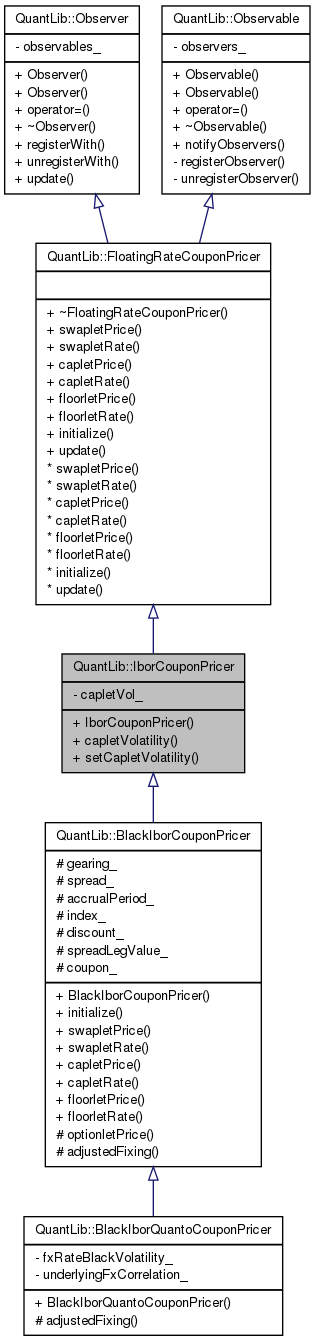 QuantLib::Observer
- observables_
+ Observer()
+ Observer()
+ operator=()
+ ~Observer()
+ registerWith()
+ unregisterWith()
+ update()
QuantLib::Observable
- observers_
+ Observable()
+ Observable()
+ operator=()
+ ~Observable()
+ notifyObservers()
- registerObserver()
- unregisterObserver()
QuantLib::FloatingRateCouponPricer
+ ~FloatingRateCouponPricer()
+ swapletPrice()
+ swapletRate()
+ capletPrice()
+ capletRate()
+ floorletPrice()
+ floorletRate()
+ initialize()
+ update()
* swapletPrice()
* swapletRate()
* capletPrice()
* capletRate()
* floorletPrice()
* floorletRate()
* initialize()
* update()
QuantLib::IborCouponPricer
- capletVol_
+ IborCouponPricer()
+ capletVolatility()
+ setCapletVolatility()
QuantLib::BlackIborCouponPricer
# gearing_
# spread_
# accrualPeriod_
# index_
# discount_
# spreadLegValue_
# coupon_
+ BlackIborCouponPricer()
+ initialize()
+ swapletPrice()
+ swapletRate()
+ capletPrice()
+ capletRate()
+ floorletPrice()
+ floorletRate()
# optionletPrice()
# adjustedFixing()
QuantLib::BlackIborQuantoCouponPricer
- fxRateBlackVolatility_
- underlyingFxCorrelation_
+ BlackIborQuantoCouponPricer()
# adjustedFixing()